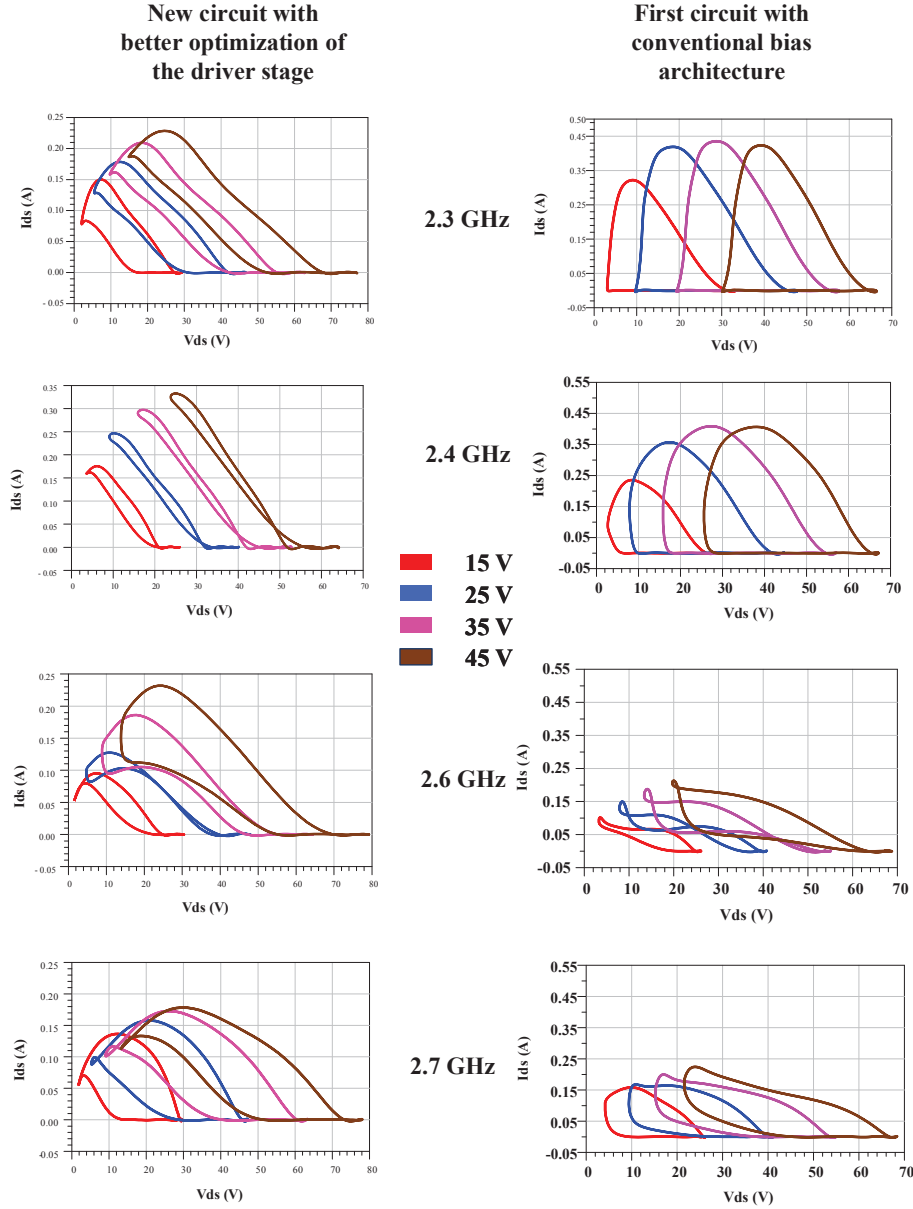 New circuit with
better optimization of
the driver stage
First circuit with
conventional bias
architecture
0.25
0.20
0.15
0.10
0.05
0.00
- 0.05
Ids (A)
0 10 20 30 40 50 60 70 80
Vds (V)
2.3 GHz
0.50
0.45
0.35
0.25
0.15
0.05
-0.05
Ids (A)
0 10 20 30 40 50 60 70
Vds (V)
0.35
0.30
0.25
0.20
0.15
0.10
0.05
0.00
- 0.05
Ids (A)
0 10 20 30 40 50 60 70
Vds (V)
2.4 GHz
0.55
0.45
0.35
0.25
0.15
0.05
-0.05
Ids (A)
0 10 20 30 40 50 60 70
Vds (V)
15 V
25 V
35 V
45 V
0.25
0.20
0.15
0.10
0.05
0.00
-0.05
Ids (A)
0 10 20 30 40 50 60 70 80
Vds (V)
2.6 GHz
0.55
0.45
0.35
0.25
0.15
0.05
-0.05
Ids (A)
0 10 20 30 40 50 60 70
Vds (V)
0.25
0.20
0.15
0.10
0.05
0.00
-0.05
Ids (A)
0 10 20 30 40 50 60 70 80
Vds (V)
2.7 GHz
0.55
0.45
0.35
0.25
0.15
0.05
-0.05
Ids (A)
0 10 20 30 40 50 60 70
Vds (V)